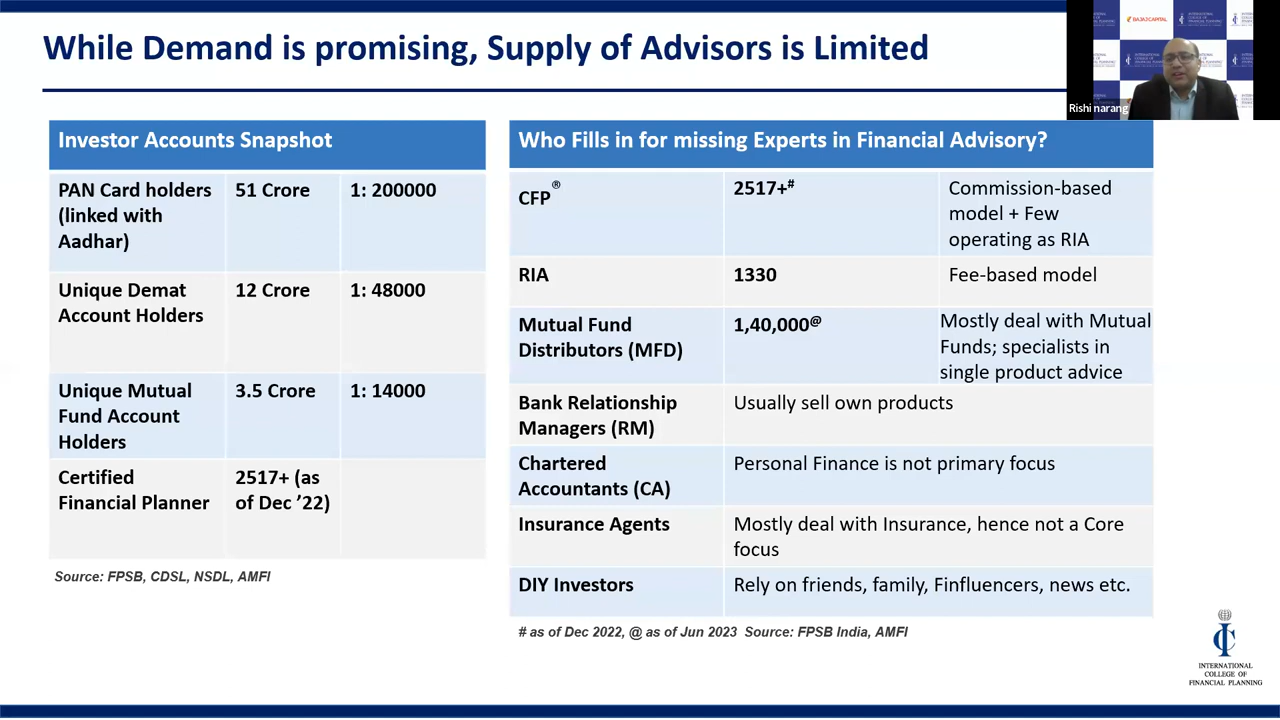 While Demand is promising, Supply of Advisors is Limited
BAJAJ CAPITAL
Rishi narang
Investor Accounts Snapshot
PAN Card holders
(linked with
Aadhar)
51 Crore
1: 200000
Unique Demat
Account Holders
12 Crore
1: 48000
Unique Mutual
Fund Account
Holders
3.5 Crore
1: 14000
Certified
Financial Planner
2517+ (as
of Dec ’22)
Source: FPSB, CDSL, NSDL, AMFI
Who Fills in for missing Experts in Financial Advisory?
CFP®
2517+#
Commission-based
model + Few
operating as RIA
RIA
1330
Fee-based model
Mutual Fund
Distributors (MFD)
1,40,000@
Mostly deal with Mutual
Funds; specialists in
single product advice
Bank Relationship
Managers (RM)
Usually sell own products
Chartered
Accountants (CA)
Personal Finance is not primary focus
Insurance Agents
Mostly deal with Insurance, hence not a Core
focus
DIY Investors
Rely on friends, family, Finfluencers, news etc.
# as of Dec 2022, @ as of Jun 2023 Source: FPSB India, AMFI
INTERNATIONAL
COLLEGE OF
FINANCIAL PLANNING